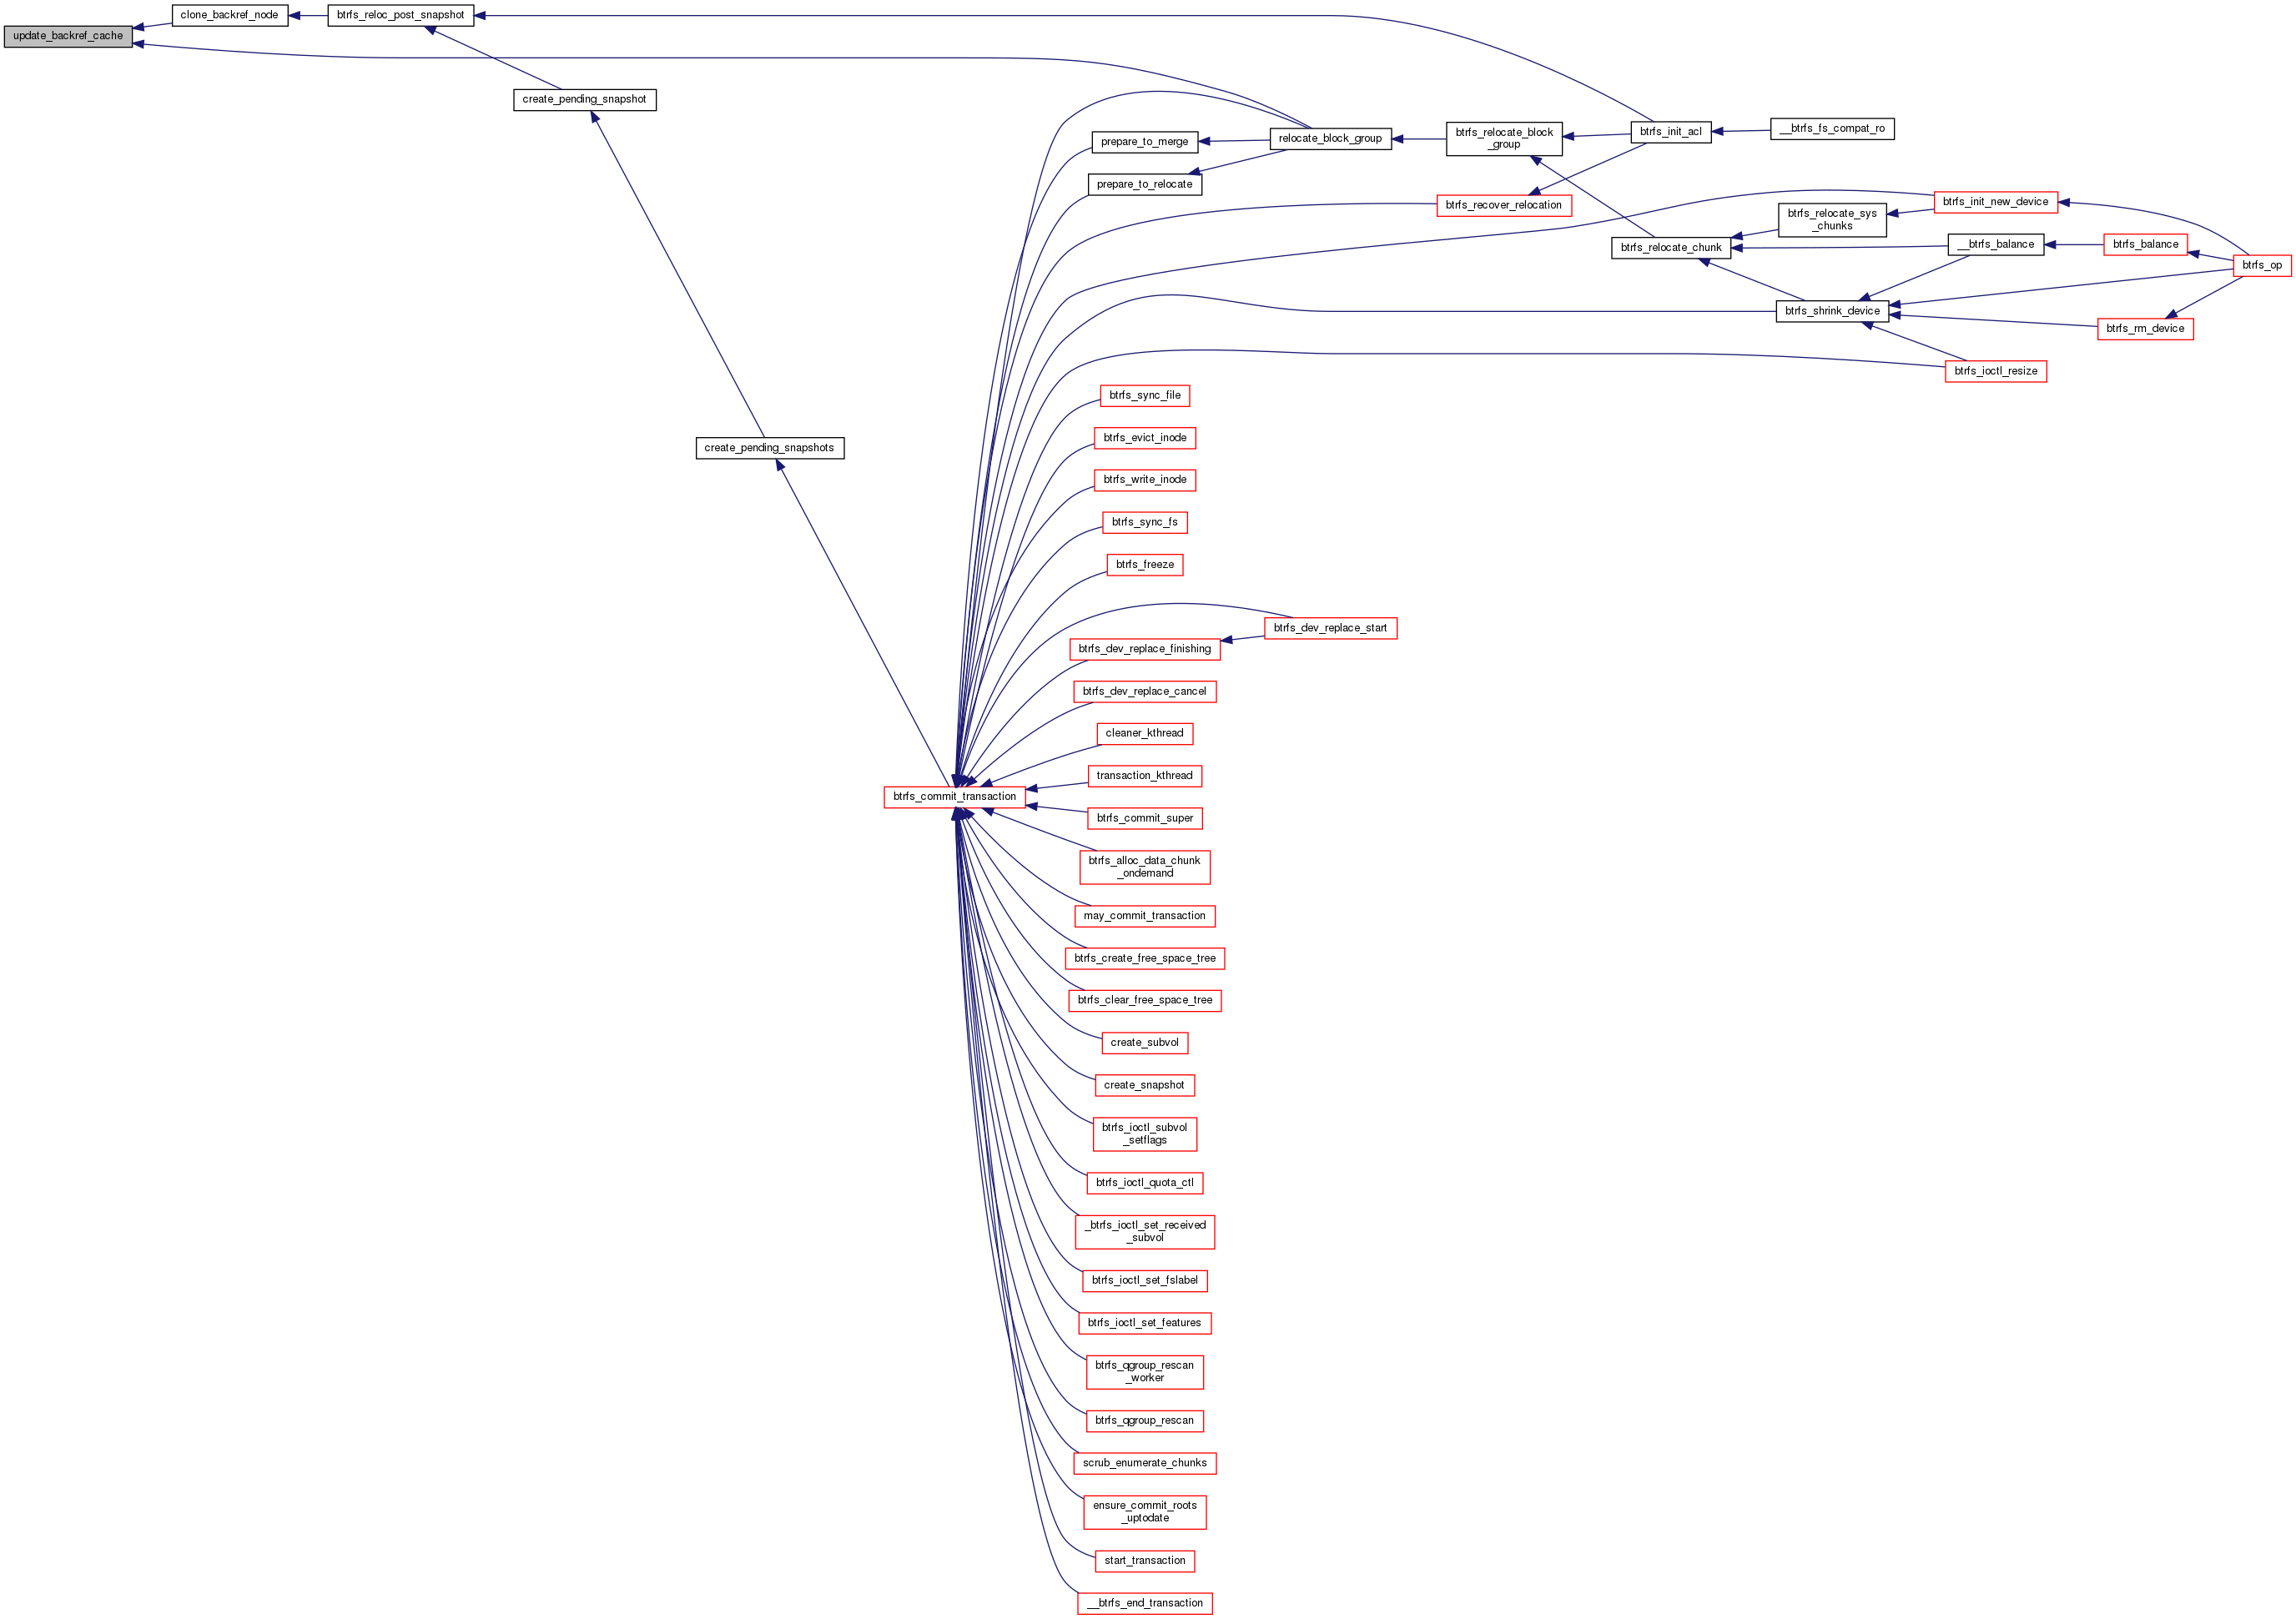 clone_backref_node
btrfs_reloc_post_snapshot
update_backref_cache
create_pending_snapshot
btrfs_relocate_block
_group
btrfs_init_acl
__btrfs_fs_compat_ro
prepare_to_merge
relocate_block_group
prepare_to_relocate
btrfs_recover_relocation
btrfs_init_new_device
btrfs_relocate_sys
_chunks
btrfs_relocate_chunk
__btrfs_balance
btrfs_balance
btrfs_op
btrfs_shrink_device
btrfs_rm_device
btrfs_ioctl_resize
btrfs_sync_file
btrfs_evict_inode
create_pending_snapshots
btrfs_write_inode
btrfs_sync_fs
btrfs_freeze
btrfs_dev_replace_start
btrfs_dev_replace_finishing
btrfs_dev_replace_cancel
cleaner_kthread
transaction_kthread
btrfs_commit_transaction
btrfs_commit_super
btrfs_alloc_data_chunk
_ondemand
may_commit_transaction
btrfs_create_free_space_tree
btrfs_clear_free_space_tree
create_subvol
create_snapshot
btrfs_ioctl_subvol
_setflags
btrfs_ioctl_quota_ctl
_btrfs_ioctl_set_received
_subvol
btrfs_ioctl_set_fslabel
btrfs_ioctl_set_features
btrfs_qgroup_rescan
_worker
btrfs_qgroup_rescan
scrub_enumerate_chunks
ensure_commit_roots
_uptodate
start_transaction
__btrfs_end_transaction